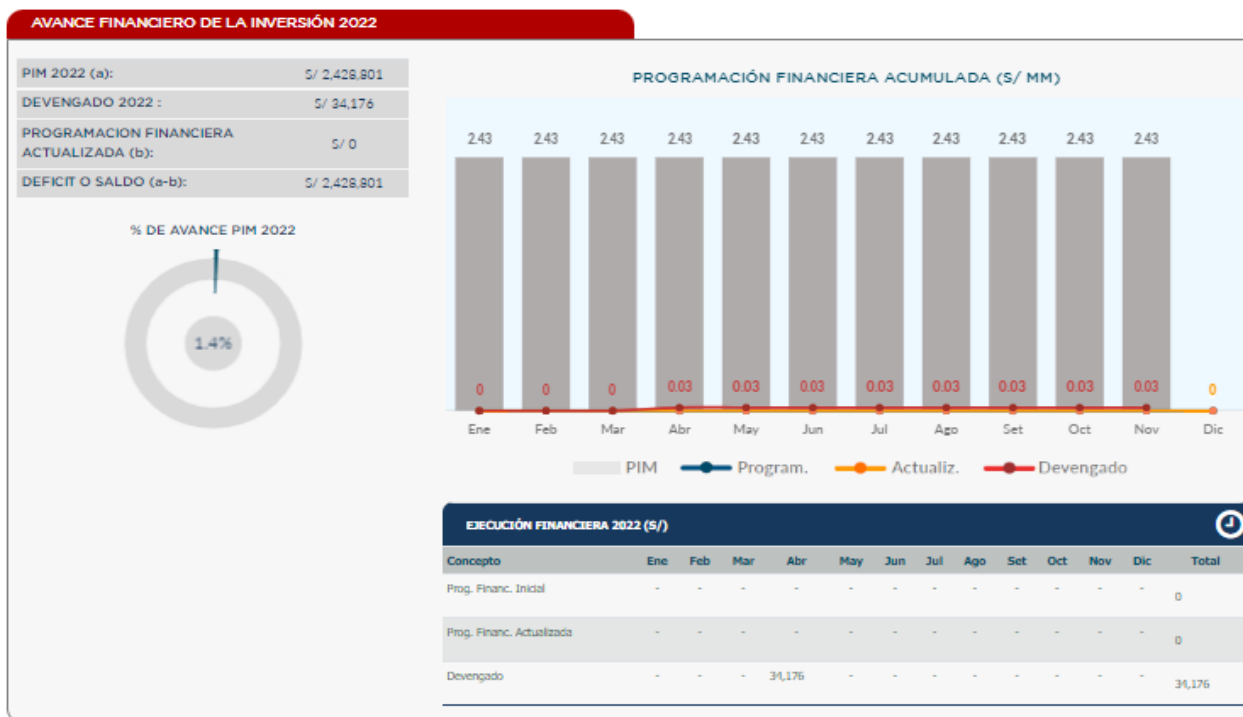 AVANCE FINANCIERO DE LA INVERSIÓN 2022
PIM 2022 (a): S/ 2,428,801
DEVENGADO 2022 : S/ 34,176
PROGRAMACION FINANCIERA
ACTUALIZADA (b): S/ 0
DEFICIT O SALDO (a-b): S/ 2,428,801
% DE AVANCE PIM 2022
1.4%
PROGRAMACIÓN FINANCIERA ACUMULADA (S/ MM)
2.43 2.43 2.43 2.43 2.43 2.43 2.43 2.43 2.43 2.43 2.43
0 0 0 0.03 0.03 0.03 0.03 0.03 0.03 0.03 0.03 0
Ene Feb Mar Abr May Jun Jul Ago Set Oct Nov Dic
PIM Program. Actualiz. Devengado
EJECUCIÓN FINANCIERA 2022 (S/)
Concepto Ene Feb Mar Abr May Jun Jul Ago Set Oct Nov Dic Total
Prog. Financ. Inicial - - - - - - - - - - - - 0
Prog. Financ. Actualizada - - - - - - - - - - - - 0
Devengado - - - 34,176 - - - - - - - - 34,176